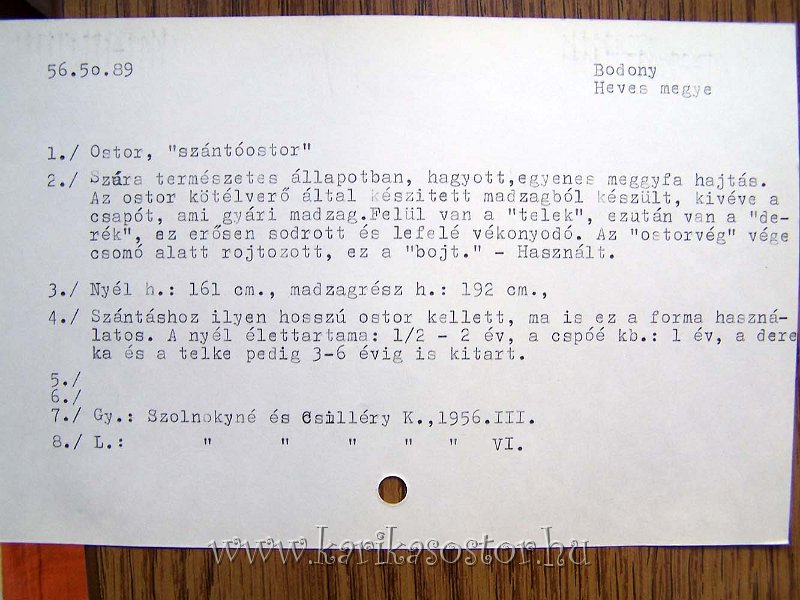 56.50.89
Bodony
Heves megye
1./ Ostor, "szántóostor"
2./ Szára természetes állapotban, hagyott,egyenes meggyfa hajtás.
Az ostor kötélverő által készitett madzagból készült, kivéve a
csapót, ami gyári madzag.Felül van a "telek", ezután van a "de-
rék", ez erősen sodrott és lefelé vékonyodó. Az "ostorvég" vége
csomó alatt rojtozott, ez a "bojt." - Használt.
3./ Nyél h.: 161 cm., madzagrész h.: 192 cm.,
4./ Szántáshoz ilyen hosszú ostor kellett, ma is ez a forma haszná-
latos. A nyél élettartama: 1/2 - 2 év, a cspóé kb.: 1 év, a dere
ka és a telke pedig 3-6 évig is kitart.
5./
6./
7./ Gy.: Szolnokyné és Csilléry K.,1956.III.
8./ L.: " " " " " VI.
www.karikasostor.hu